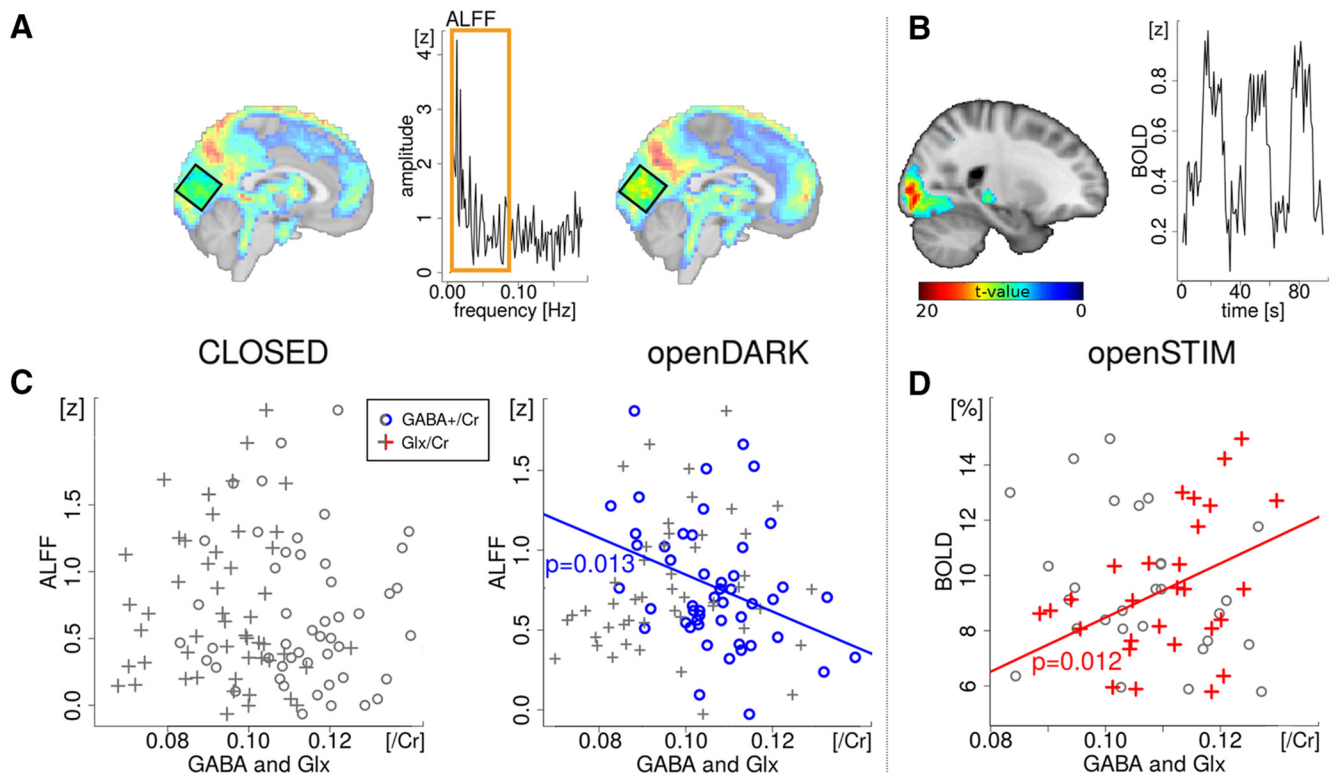 A
ALFF
[z]
4
3
2
1
0
amplitude
0.00
0.10
frequency [Hz]
B
[z]
0.8
0.6
0.4
0.2
BOLD
0
40
80
time [s]
t-value
20
0
CLOSED
openDARK
openSTIM
C
[z]
1.5
1.0
0.5
0.0
ALFF
0.08
0.10
0.12
[/Cr]
GABA and Glx
GABA+/Cr
Glx/Cr
[z]
1.5
1.0
0.5
0.0
ALFF
p=0.013
0.08
0.10
0.12
[/Cr]
GABA and Glx
D
[%]
14
12
10
8
6
BOLD
p=0.012
0.08
0.10
0.12
[/Cr]
GABA and Glx